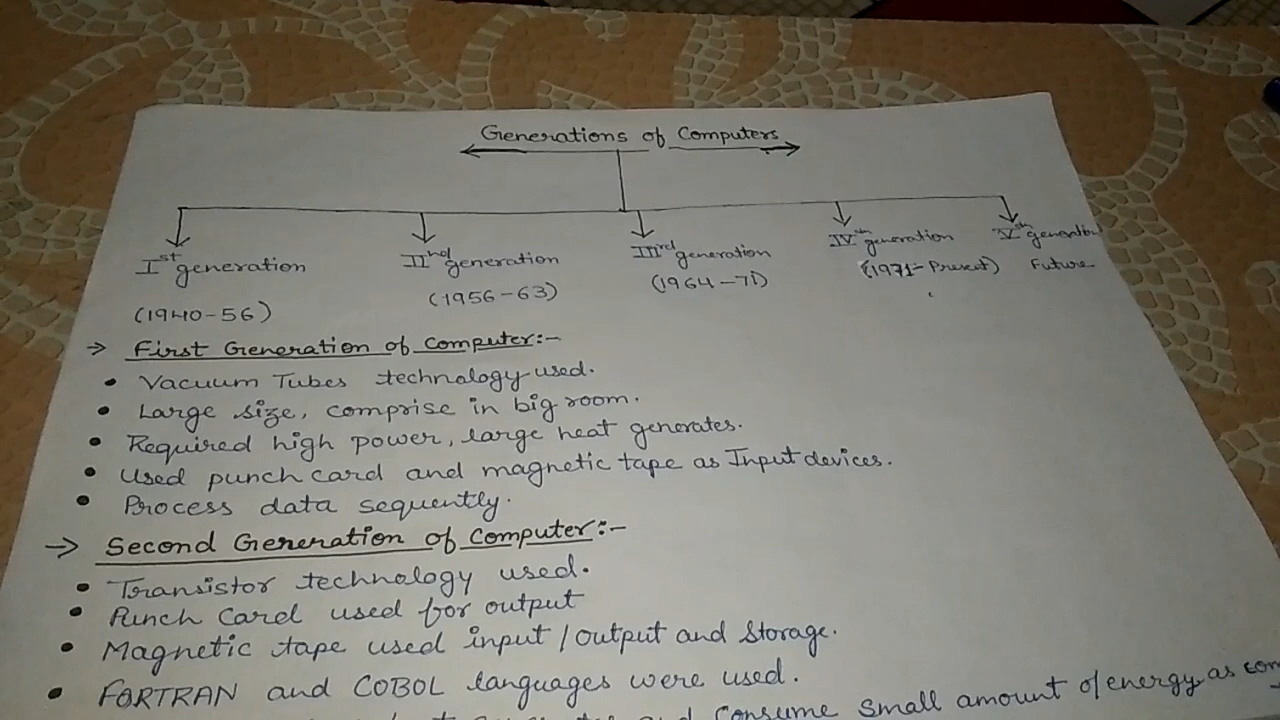 Generations of Computers
Ist generation
IInd generation
IIIrd generation
IVth generation
Vth generation
(1940-56)
(1956-63)
(1964-71)
(1971-Present)
Future
→ First Generation of Computer:-
• Vacuum Tubes technology used.
• Large size, comprise in big room.
• Required high power, large heat generates.
• Used punch card and magnetic tape as Input devices.
• Process data sequently.
→ Second Generation of Computer:-
• Transistor technology used.
• Punch Card used for output
• Magnetic tape used input / output and Storage.
• FORTRAN and COBOL languages were used.
consume small amount of energy as